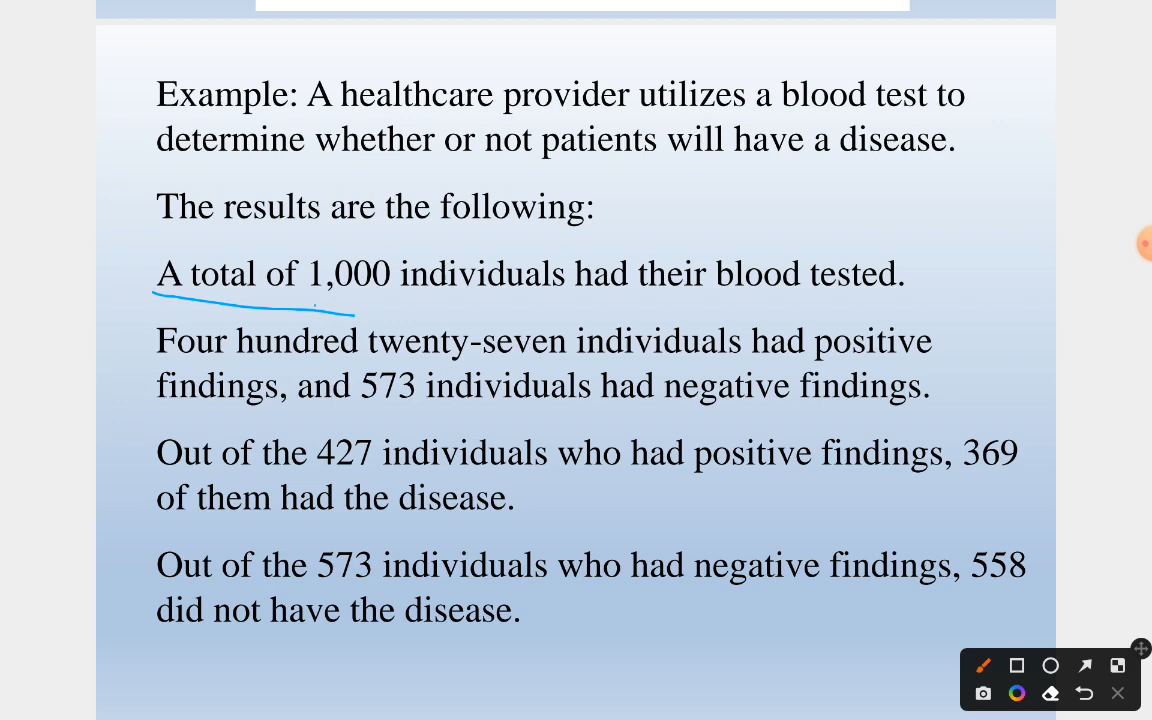 Example: A healthcare provider utilizes a blood test to
determine whether or not patients will have a disease.
The results are the following:
A total of 1,000 individuals had their blood tested.
Four hundred twenty-seven individuals had positive
findings, and 573 individuals had negative findings.
Out of the 427 individuals who had positive findings, 369
of them had the disease.
Out of the 573 individuals who had negative findings, 558
did not have the disease.